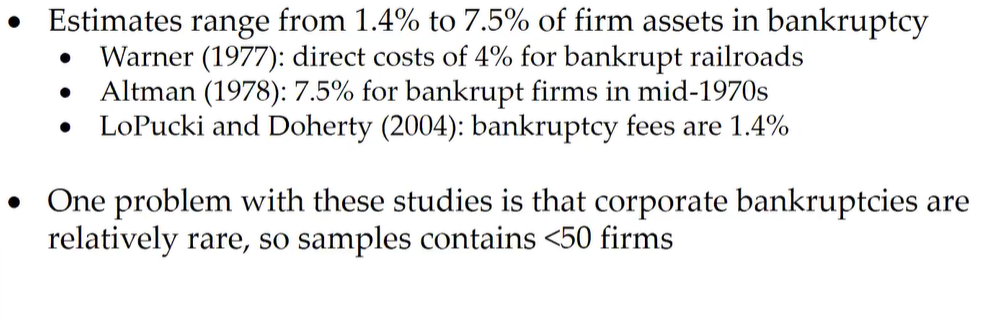 • Estimates range from 1.4% to 7.5% of firm assets in bankruptcy
• Warner (1977): direct costs of 4% for bankrupt railroads
• Altman (1978): 7.5% for bankrupt firms in mid-1970s
• LoPucki and Doherty (2004): bankruptcy fees are 1.4%
• One problem with these studies is that corporate bankruptcies are
relatively rare, so samples contains <50 firms